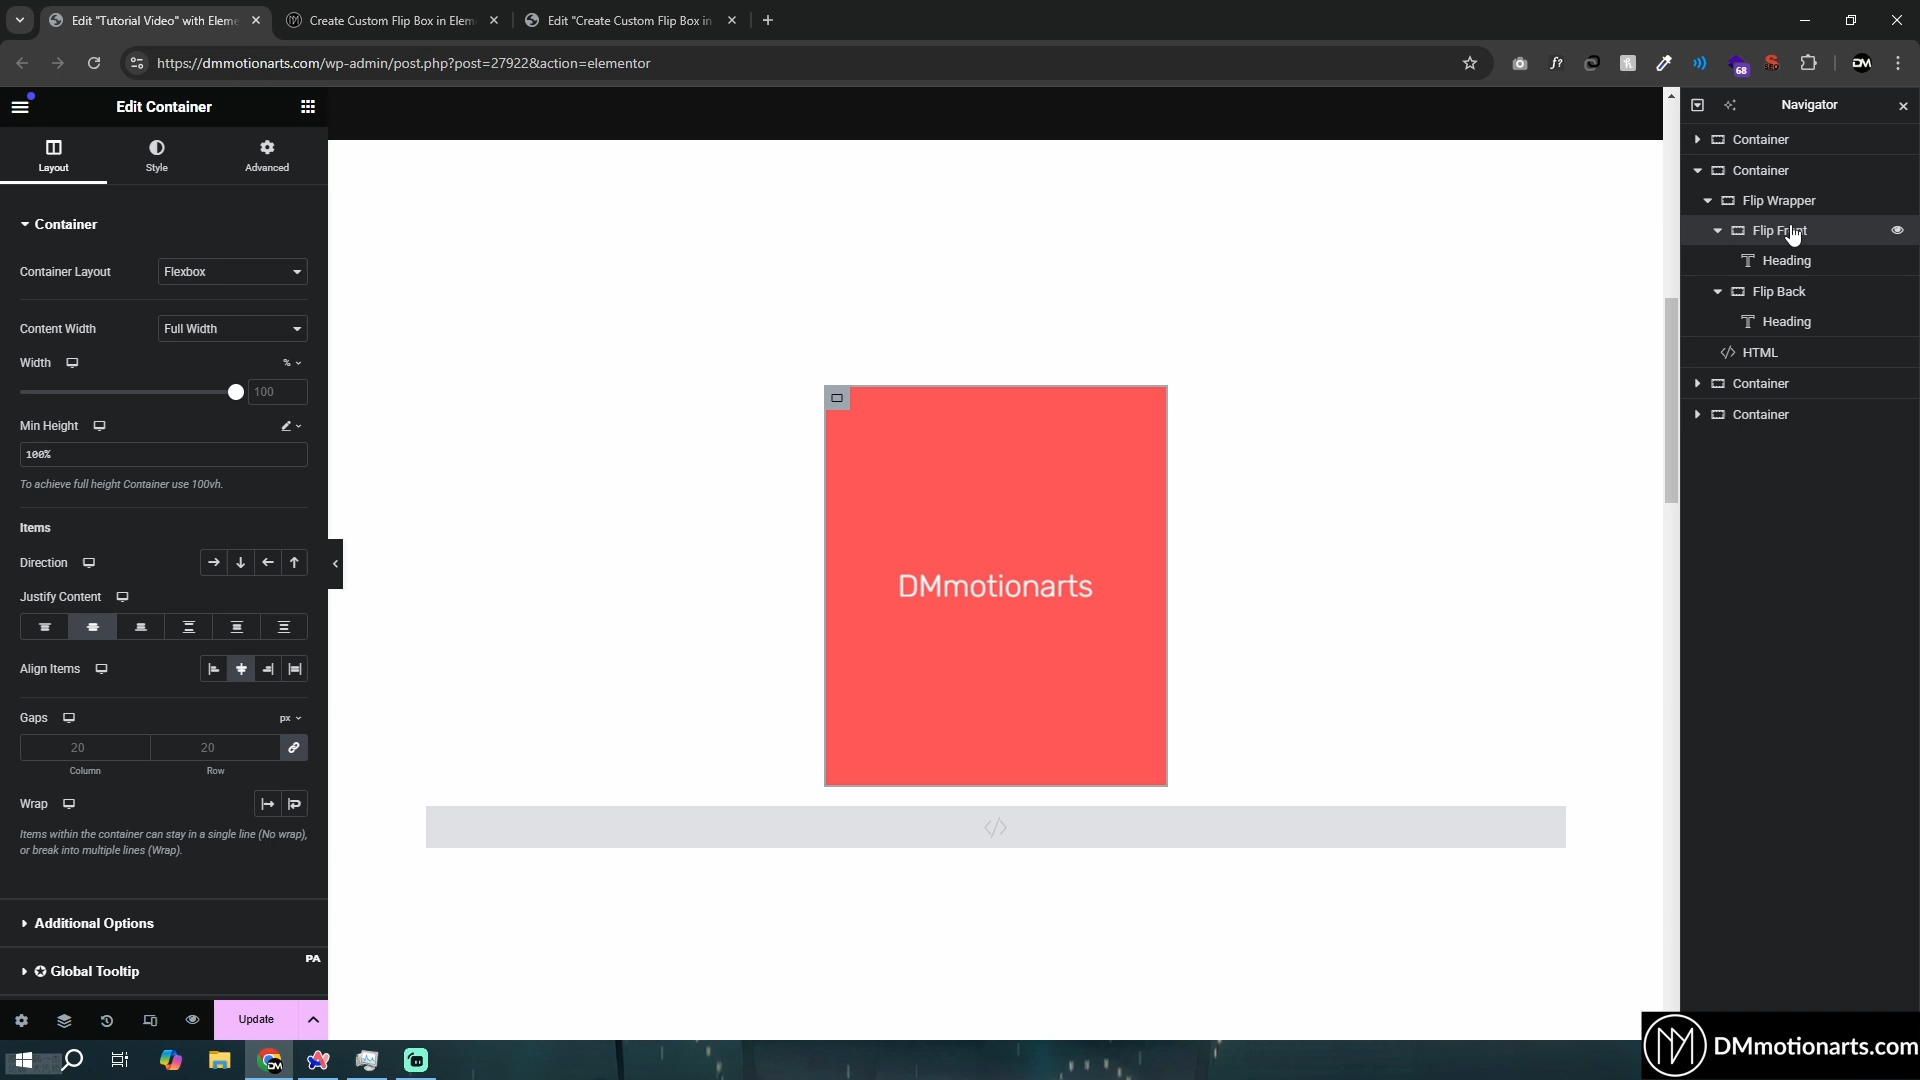 Edit "Tutorial Video" with Eleme
Create Custom Flip Box in Elem
Edit "Create Custom Flip Box in
https://dmmotionarts.com/wp-admin/post.php?post=27922&action=elementor
f?
68
SEO
DM
Edit Container
Layout
Style
Advanced
Container
Container Layout
Flexbox
Content Width
Full Width
Width
%
100
Min Height
100%
To achieve full height Container use 100vh.
Items
Direction
Justify Content
Align Items
Gaps
px
20
20
Column
Row
Wrap
Items within the container can stay in a single line (No wrap),
or break into multiple lines (Wrap).
Additional Options
PA
Global Tooltip
Update
DMmotionarts
</>
Navigator
Container
Container
Flip Wrapper
Flip Front
Heading
Flip Back
Heading
</> HTML
Container
Container
DM
DMmotionarts.com